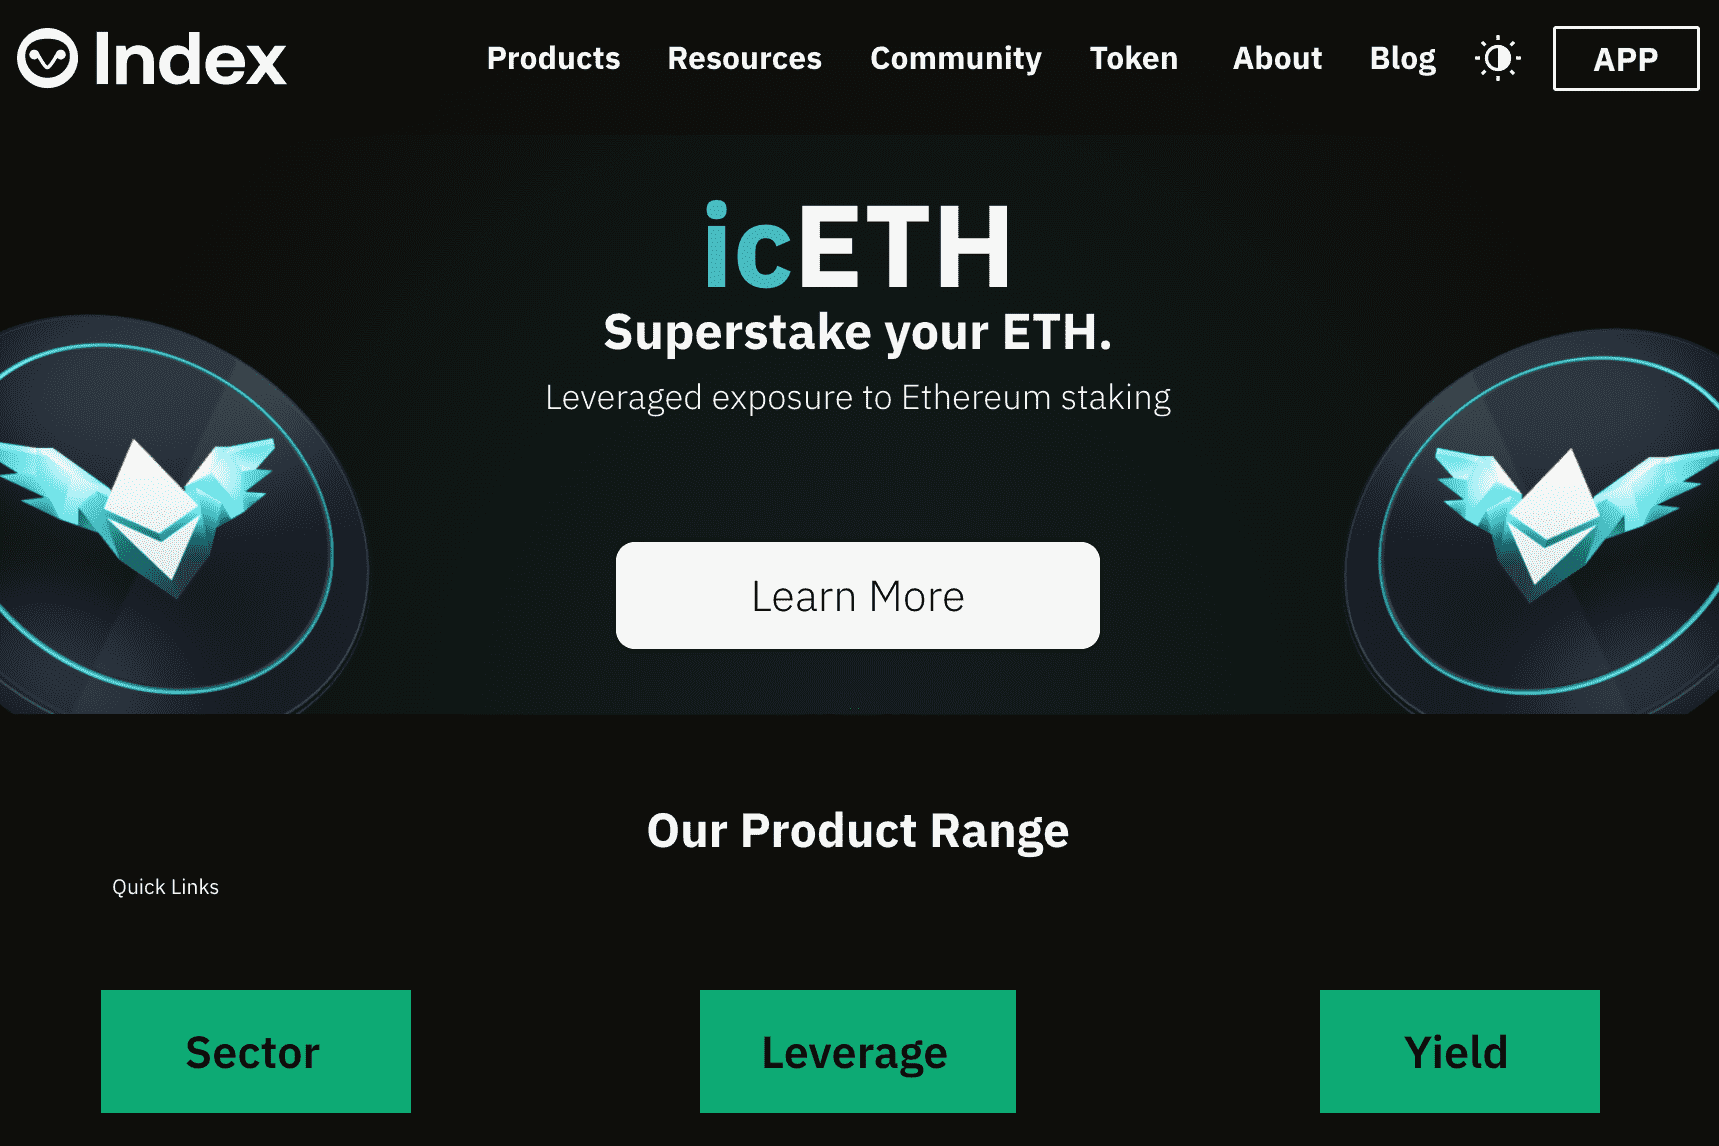 Index
Products Resources Community Token About Blog APP
icETH
Superstake your ETH.
Leveraged exposure to Ethereum staking
Learn More
Our Product Range
Quick Links
Sector Leverage Yield